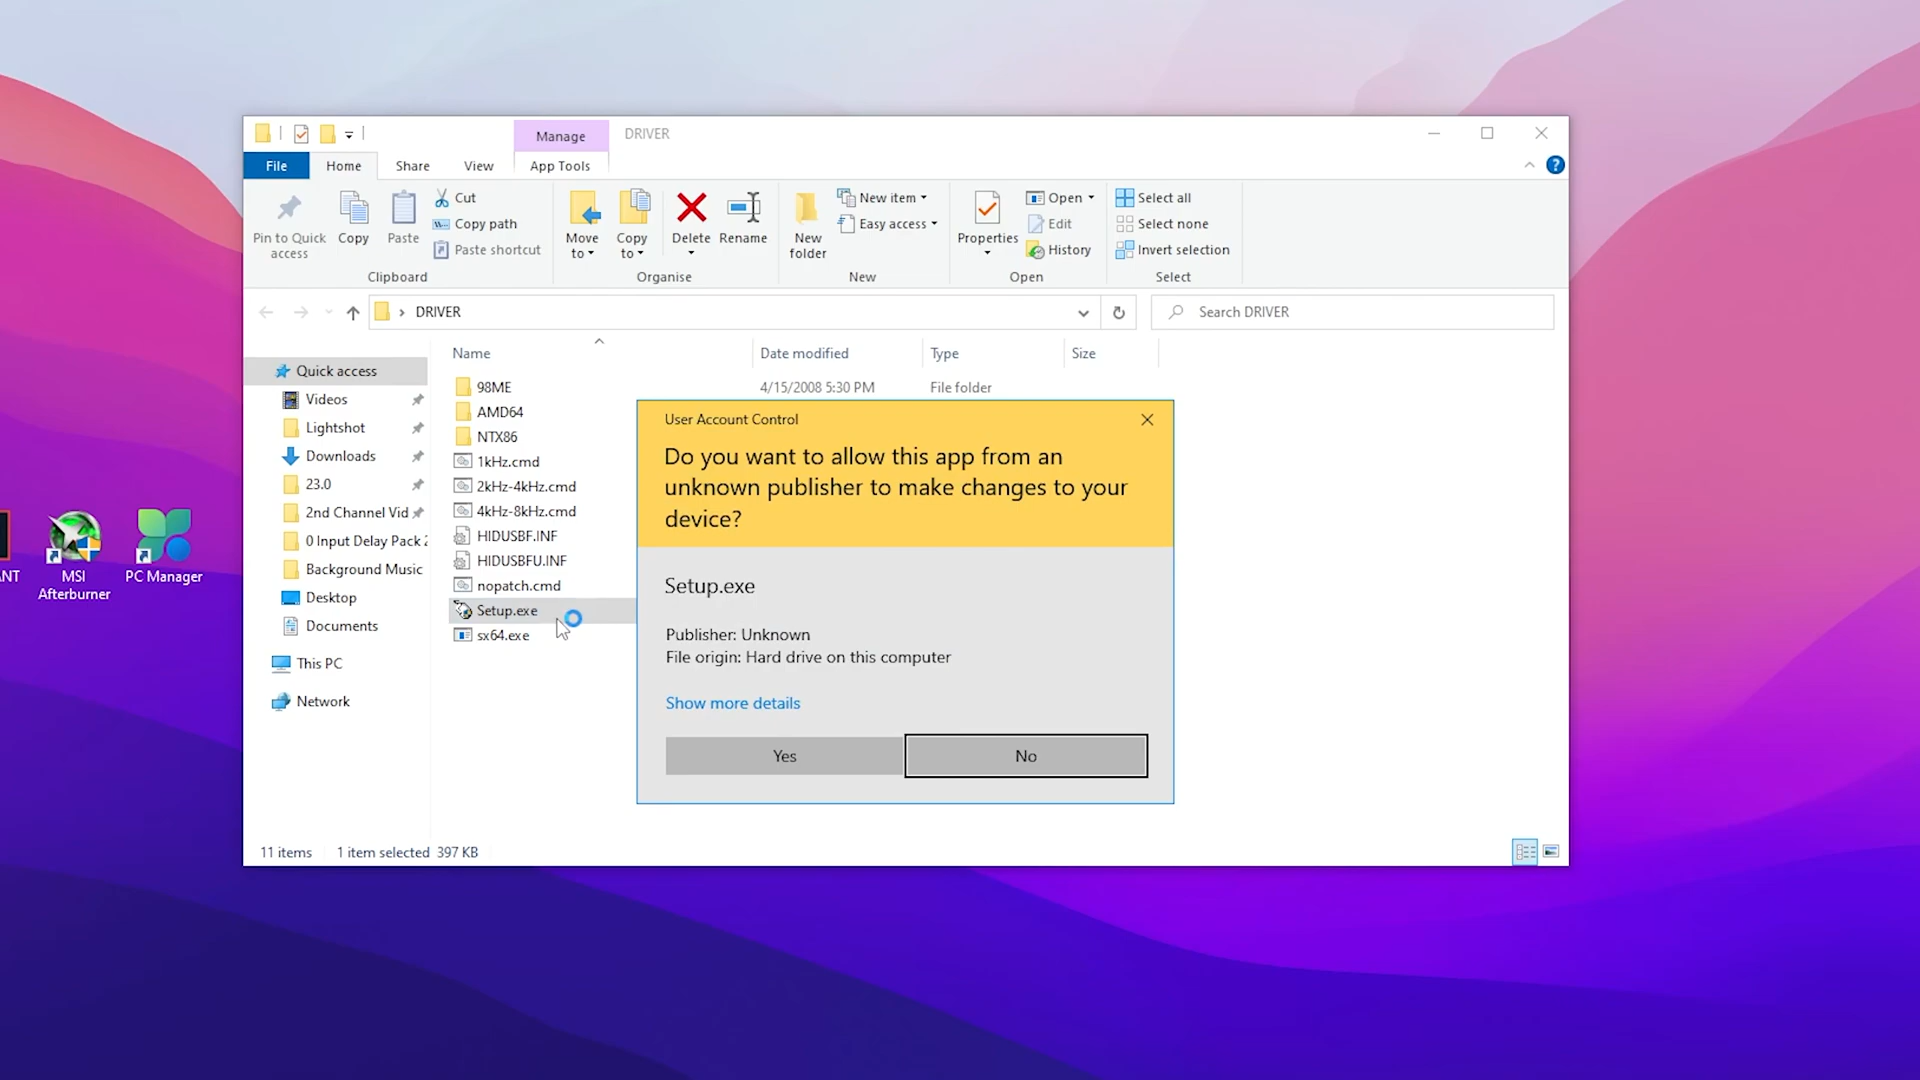 Manage
DRIVER
File
Home
Share
View
App Tools
Pin to Quick
access
Copy
Paste
Cut
Copy path
Paste shortcut
Clipboard
Move
to
Copy
to
Delete
Rename
Organise
New
folder
New item
Easy access
New
Properties
Open
Edit
History
Open
Select all
Select none
Invert selection
Select
DRIVER
Search DRIVER
Name
Date modified
Type
Size
Quick access
Videos
Lightshot
Downloads
23.0
2nd Channel Vid
0 Input Delay Pack 2
Background Music
Desktop
Documents
This PC
Network
98ME
4/15/2008 5:30 PM
File folder
AMD64
NTX86
1kHz.cmd
2kHz-4kHz.cmd
4kHz-8kHz.cmd
HIDUSBF.INF
HIDUSBFU.INF
nopatch.cmd
Setup.exe
sx64.exe
User Account Control
Do you want to allow this app from an
unknown publisher to make changes to your
device?
Setup.exe
Publisher: Unknown
File origin: Hard drive on this computer
Show more details
Yes
No
ANT
MSI
Afterburner
PC Manager
11 items
1 item selected 397 KB